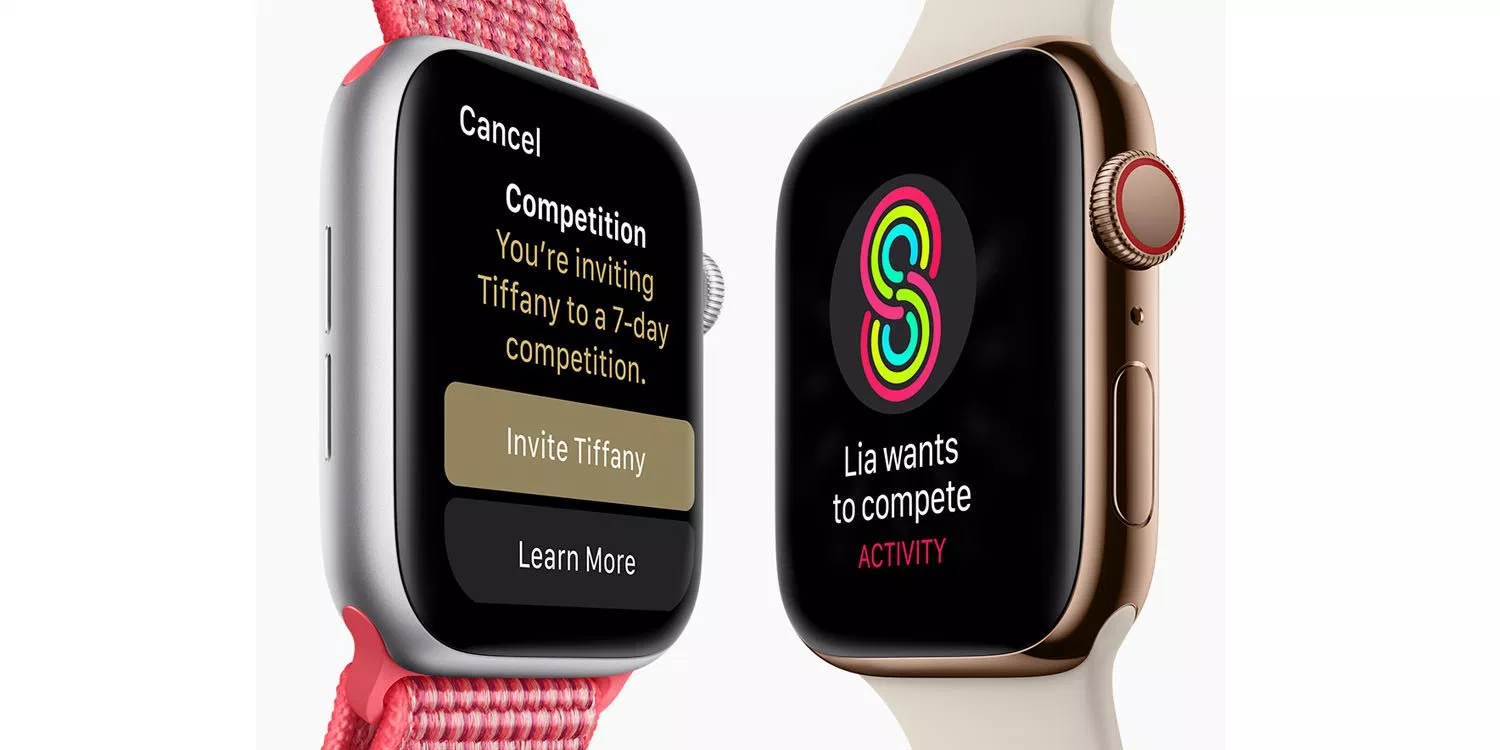 Cancel
Competition
You’re inviting
Tiffany to a 7-day
competition.
Invite Tiffany
Learn More
Lia wants
to compete
ACTIVITY